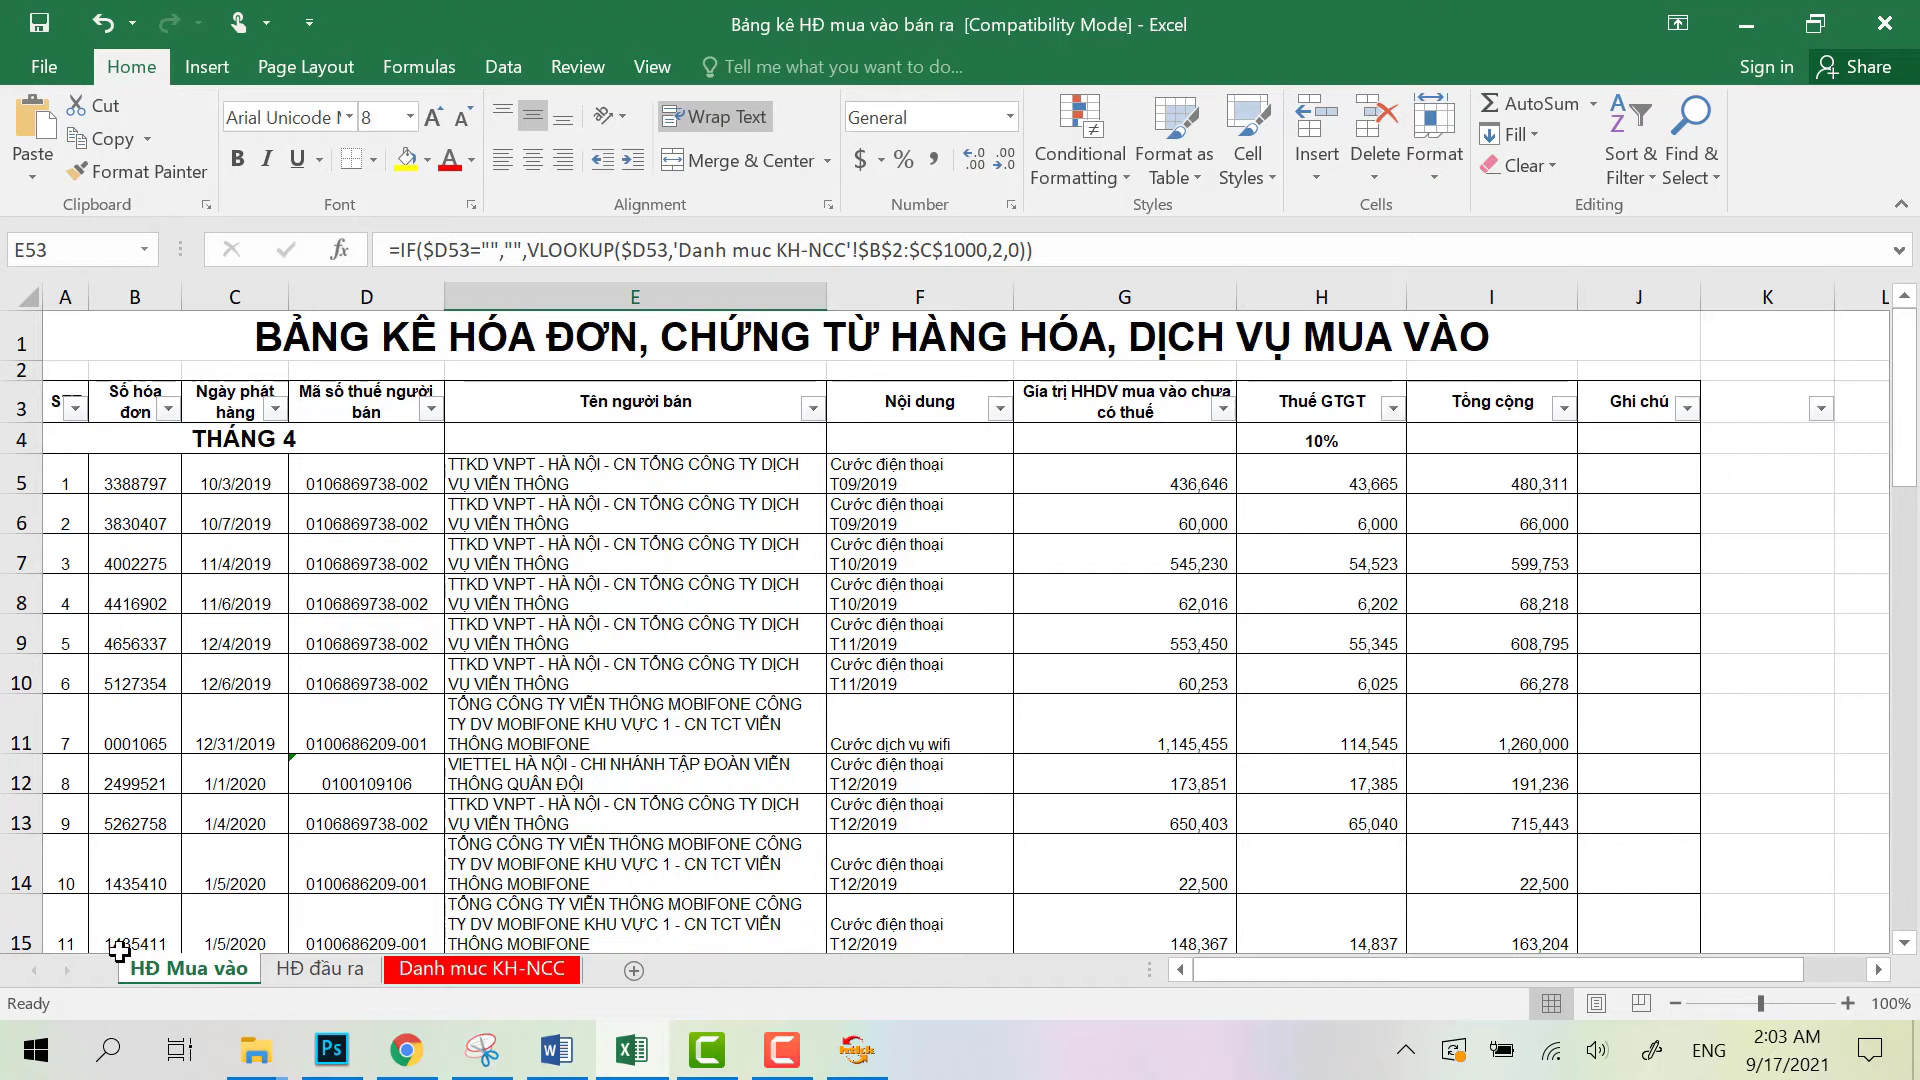 Bảng kê HĐ mua vào bán ra [Compatibility Mode] - Excel
File Home Insert Page Layout Formulas Data Review View Tell me what you want to do... Sign in Share
Paste Cut
Copy
Format Painter
Clipboard
Arial Unicode M 8
B I U A
Font
Wrap Text
Merge & Center
Alignment
General
$ % ,
Number
Conditional Formatting
Format as Table
Cell Styles
Styles
Insert Delete Format
Cells
AutoSum
Fill
Clear
Sort & Filter
Find & Select
Editing
E53 fx =IF($D53="","",VLOOKUP($D53,'Danh muc KH-NCC'!$B$2:$C$1000,2,0))
A B C D E F G H I J K L
1 BẢNG KÊ HÓA ĐƠN, CHỨNG TỪ HÀNG HÓA, DỊCH VỤ MUA VÀO
2
3 Số hóa đơn Ngày phát hàng Mã số thuế người bán Tên người bán Nội dung Gía trị HHDV mua vào chưa có thuế Thuế GTGT Tổng cộng Ghi chú
4 THÁNG 4 10%
5 1 3388797 10/3/2019 0106869738-002 TTKD VNPT - HÀ NỘI - CN TỔNG CÔNG TY DỊCH VỤ VIỄN THÔNG Cước điện thoại T09/2019 436,646 43,665 480,311
6 2 3830407 10/7/2019 0106869738-002 TTKD VNPT - HÀ NỘI - CN TỔNG CÔNG TY DỊCH VỤ VIỄN THÔNG Cước điện thoại T09/2019 60,000 6,000 66,000
7 3 4002275 11/4/2019 0106869738-002 TTKD VNPT - HÀ NỘI - CN TỔNG CÔNG TY DỊCH VỤ VIỄN THÔNG Cước điện thoại T10/2019 545,230 54,523 599,753
8 4 4416902 11/6/2019 0106869738-002 TTKD VNPT - HÀ NỘI - CN TỔNG CÔNG TY DỊCH VỤ VIỄN THÔNG Cước điện thoại T10/2019 62,016 6,202 68,218
9 5 4656337 12/4/2019 0106869738-002 TTKD VNPT - HÀ NỘI - CN TỔNG CÔNG TY DỊCH VỤ VIỄN THÔNG Cước điện thoại T11/2019 553,450 55,345 608,795
10 6 5127354 12/6/2019 0106869738-002 TTKD VNPT - HÀ NỘI - CN TỔNG CÔNG TY DỊCH VỤ VIỄN THÔNG Cước điện thoại T11/2019 60,253 6,025 66,278
11 7 0001065 12/31/2019 0100686209-001 TỔNG CÔNG TY VIỄN THÔNG MOBIFONE CÔNG TY DV MOBIFONE KHU VỰC 1 - CN TCT VIỄN THÔNG MOBIFONE Cước dịch vụ wifi 1,145,455 114,545 1,260,000
12 8 2499521 1/1/2020 0100109106 VIETTEL HÀ NỘI - CHI NHÁNH TẬP ĐOÀN VIỄN THÔNG QUÂN ĐỘI Cước điện thoại T12/2019 173,851 17,385 191,236
13 9 5262758 1/4/2020 0106869738-002 TTKD VNPT - HÀ NỘI - CN TỔNG CÔNG TY DỊCH VỤ VIỄN THÔNG Cước điện thoại T12/2019 650,403 65,040 715,443
14 10 1435410 1/5/2020 0100686209-001 TỔNG CÔNG TY VIỄN THÔNG MOBIFONE CÔNG TY DV MOBIFONE KHU VỰC 1 - CN TCT VIỄN THÔNG MOBIFONE Cước điện thoại T12/2019 22,500 22,500
15 11 1/5/2020 0100686209-001 TỔNG CÔNG TY VIỄN THÔNG MOBIFONE CÔNG TY DV MOBIFONE KHU VỰC 1 - CN TCT VIỄN THÔNG MOBIFONE Cước điện thoại T12/2019 148,367 14,837 163,204
HĐ Mua vào HĐ đầu ra Danh muc KH-NCC
Ready 100%
Ps ENG 2:03 AM
9/17/2021